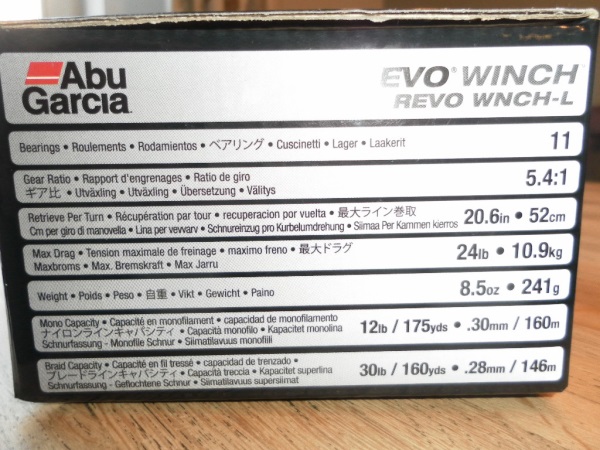 Abu
Garcia
EVO® WINCH
REVO WNCH-L
Bearings • Roulements • Rodamientos • ベアリング • Cuscinetti • Lager • Laakerit 11
Gear Ratio • Rapport d'engrenages • Ratio de giro
ギア比 • Utväxling • Utväxling • Übersetzung • Välitys 5.4:1
Retrieve Per Turn • Récupération par tour • recuperacion por vuelta • 最大ライン巻取
Cm per giro di manovella • Lina per vevvarv • Schnureinzug pro Kurbelumdrehung • Siimaa Per Kammen kierros 20.6in • 52cm
Max Drag • Tension maximale de freinage • maximo freno • 最大ドラグ
Maxbroms • Max. Bremskraft • Max Jarru 24lb • 10.9kg
Weight • Poids • Peso • 自重 • Vikt • Gewicht • Paino 8.5oz • 241g
Mono Capacity • Capacité en monofilament • capacidad de monofilamento
ナイロンラインキャパシティ • Capacità monofilo • Kapacitet monolina
Schnurfassung - Monofile Schnur • Siimatilavuus monofiili 12lb / 175yds • .30mm / 160m
Braid Capacity • Capacité en fil tressé • capacidad de trenzado •
ブレードラインキャパシティ • Capacità treccia • Kapacitet superlina
Schnurfassung - Geflochtene Schnur • Siimatilavuus supersiimat 30lb / 160yds • .28mm / 146m